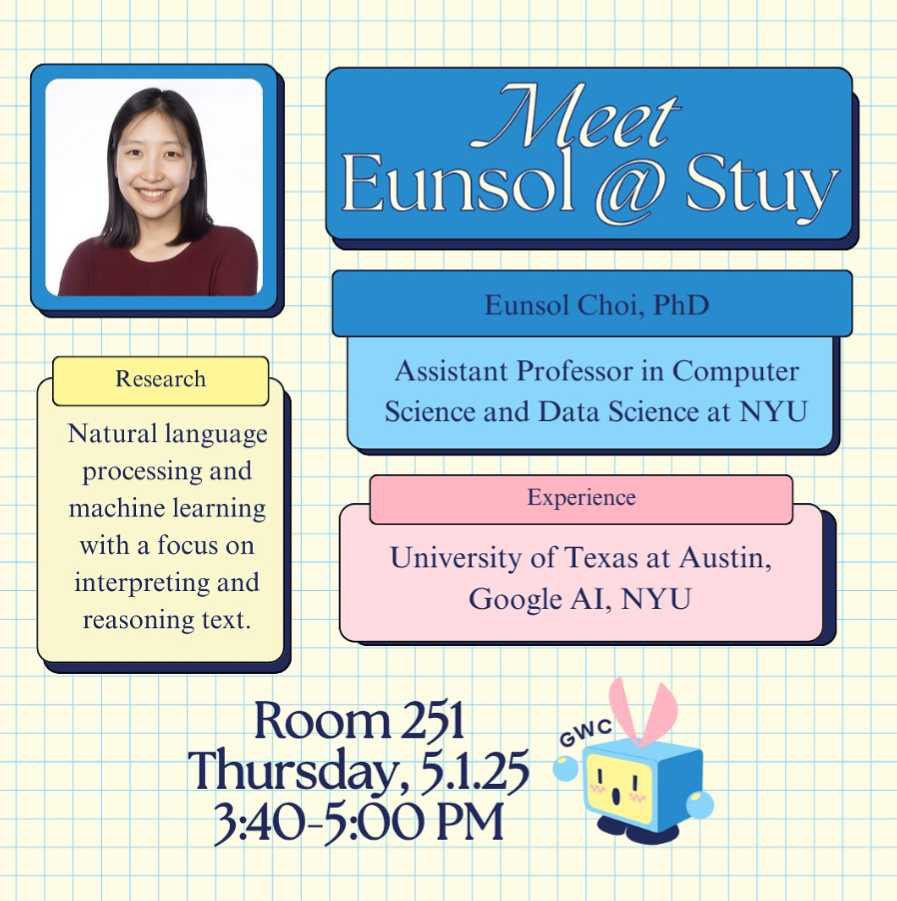 Meet
Eunsol @ Stuy
Eunsol Choi, PhD
Assistant Professor in Computer
Science and Data Science at NYU
Research
Natural language
processing and
machine learning
with a focus on
interpreting and
reasoning text.
Experience
University of Texas at Austin,
Google AI, NYU
Room 251
Thursday, 5.1.25
3:40-5:00 PM
GWC